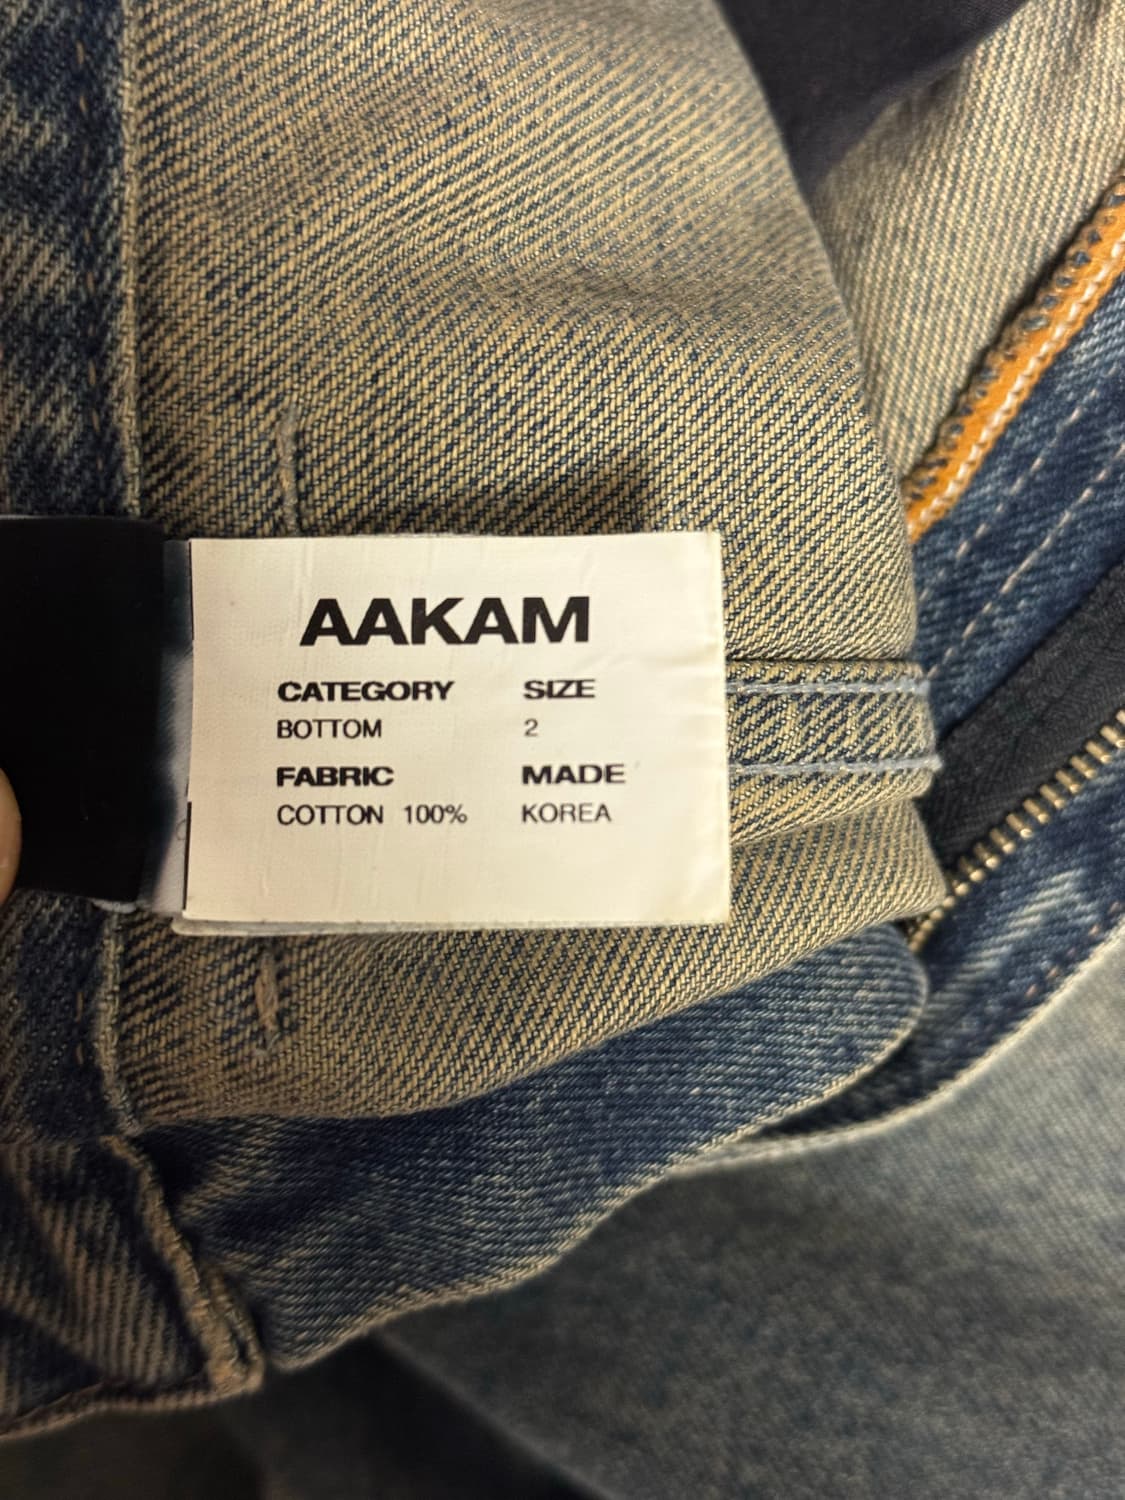 AAKAM
CATEGORY SIZE
BOTTOM 2
FABRIC MADE
COTTON 100% KOREA